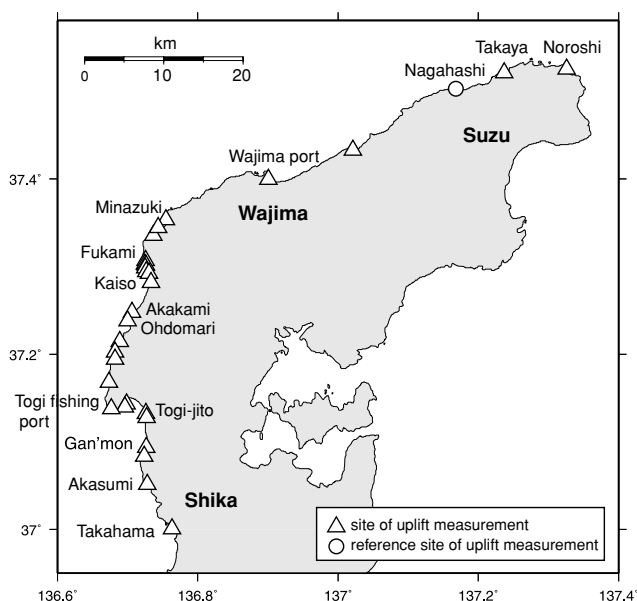 km
0 10 20
Takaya Noroshi
Nagahashi
Suzu
Wajima port
37.4°
Minazuki
Wajima
Fukami
Kaiso
Akakami
Ohdomari
37.2°
Togi fishing
port
Togi-jito
Gan'mon
Akasumi
Shika
Takahama
37°
site of uplift measurement
reference site of uplift measurement
136.6° 136.8° 137° 137.2° 137.4°